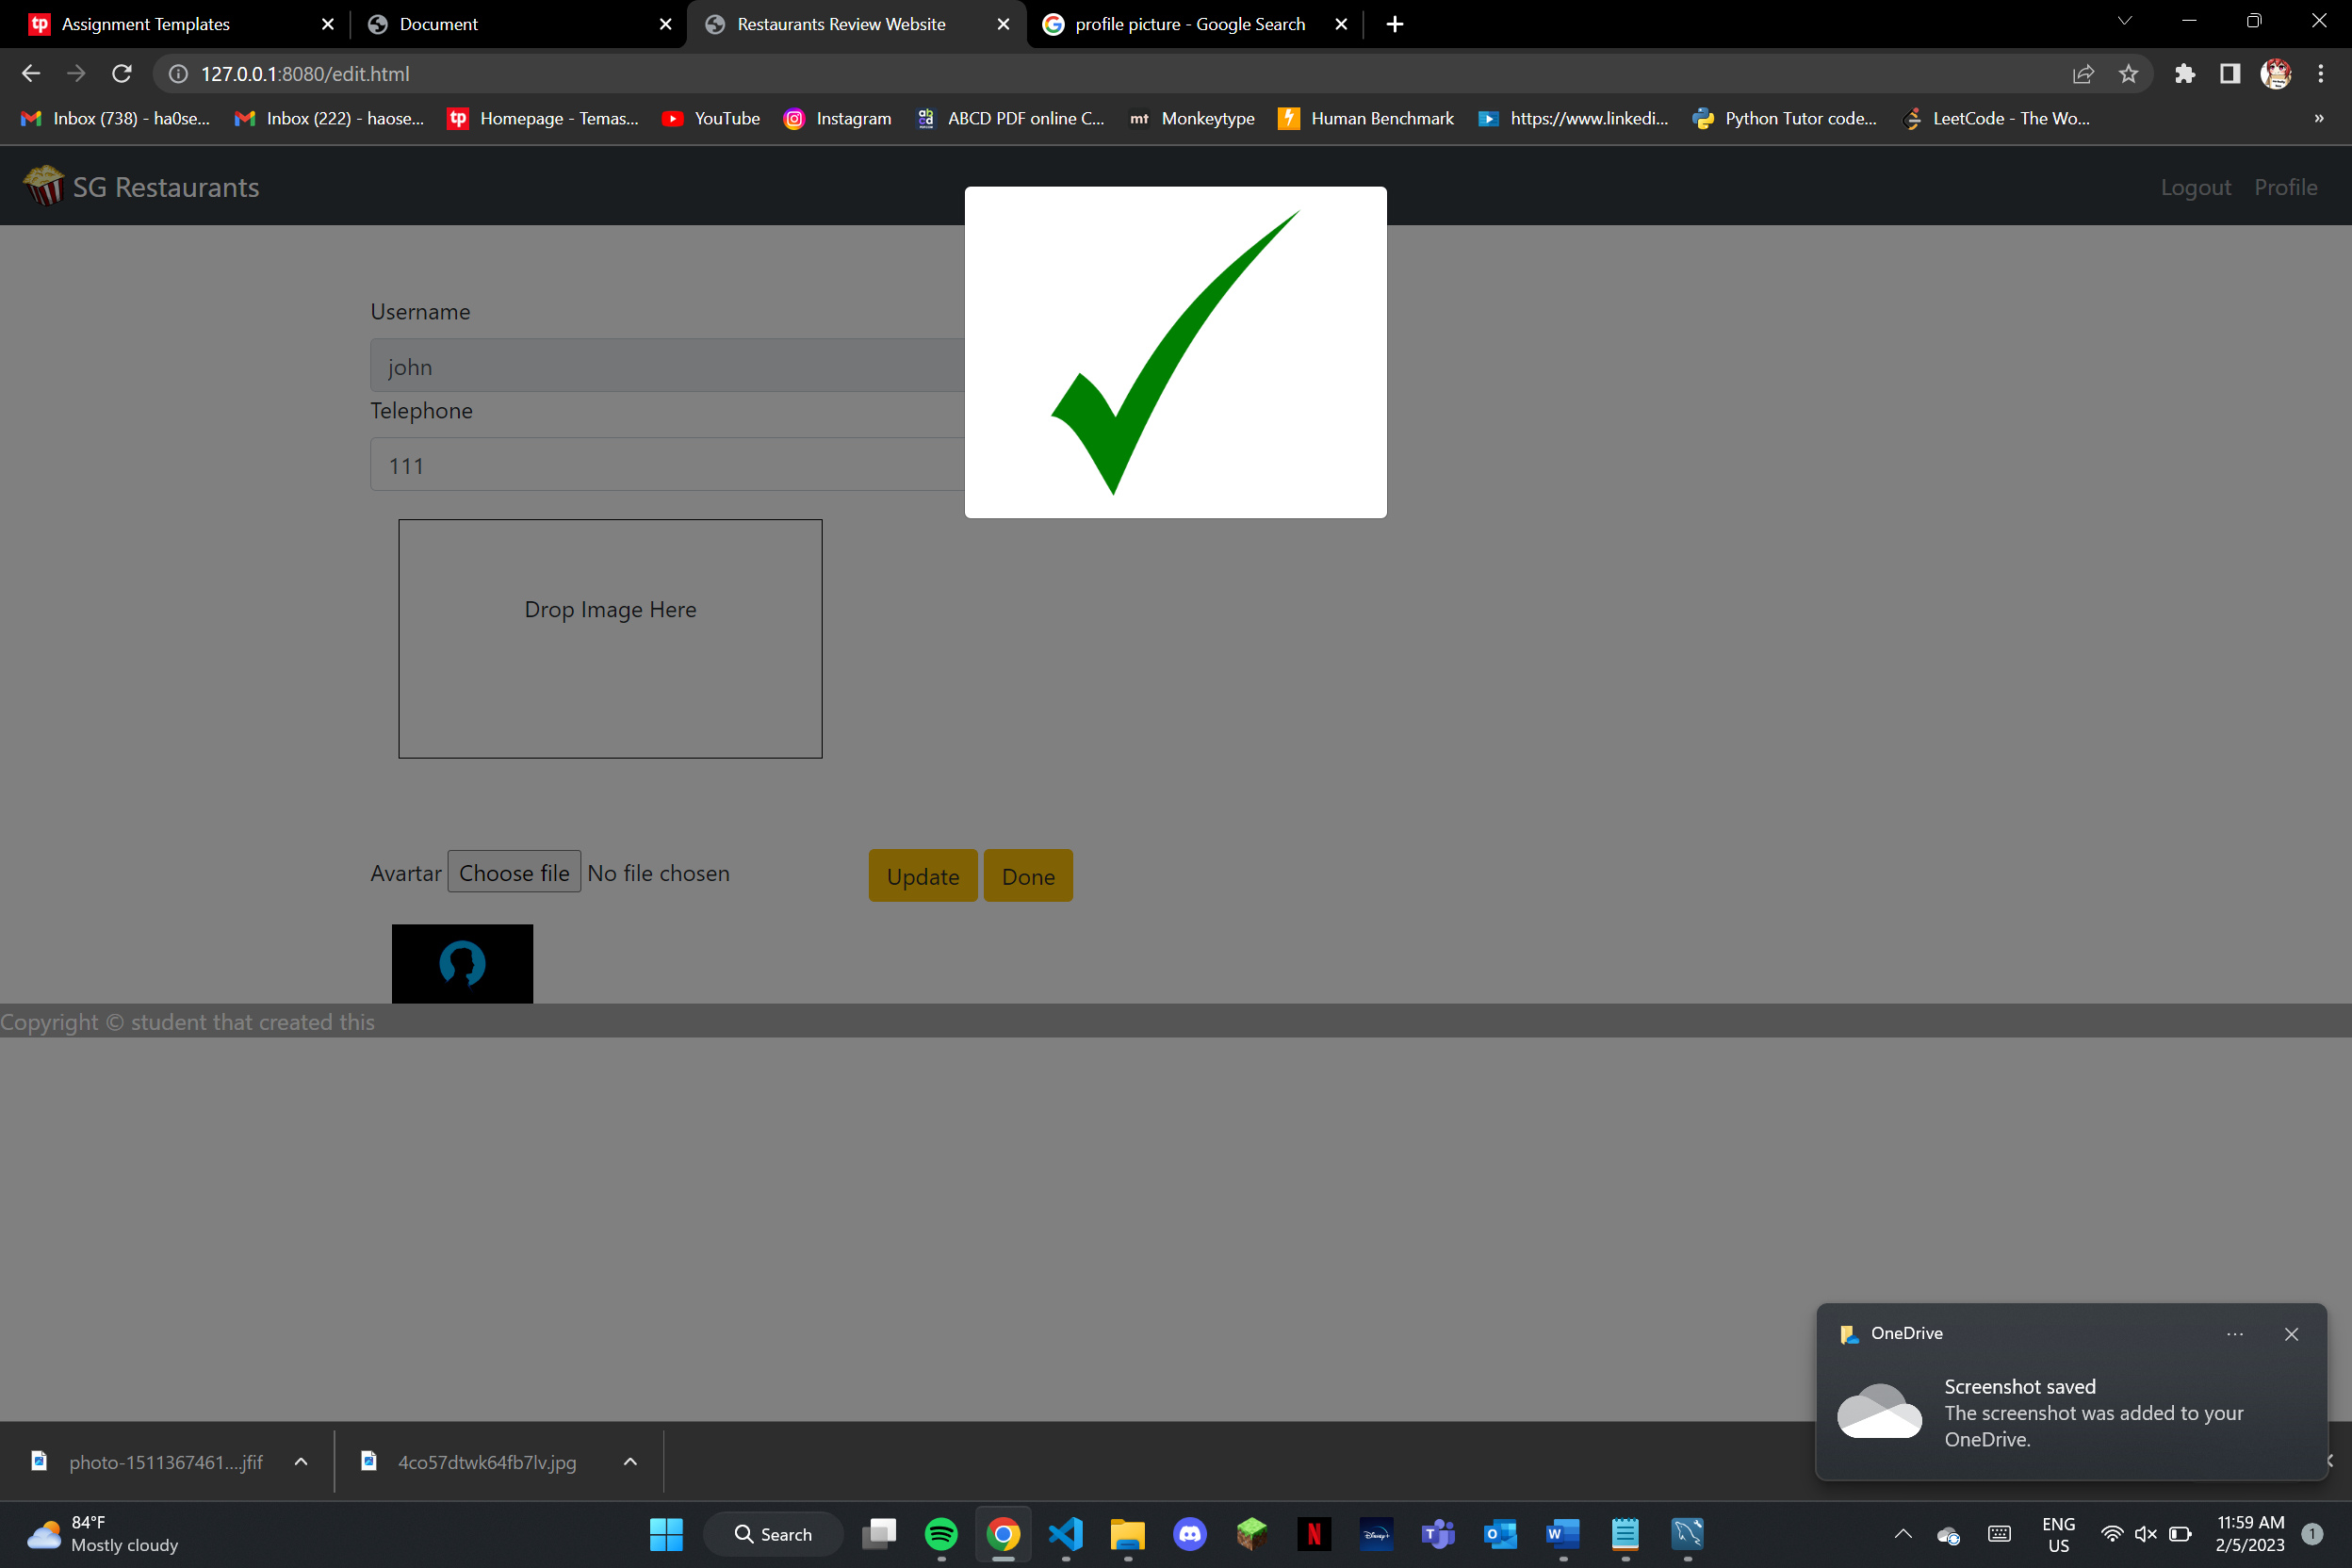 tp Assignment Templates
Document
Restaurants Review Website
profile picture - Google Search
127.0.0.1:8080/edit.html
Inbox (738) - ha0se...
Inbox (222) - haose...
tp Homepage - Temas...
YouTube
Instagram
ABCD PDF online C...
mt Monkeytype
Human Benchmark
https://www.linkedi...
Python Tutor code...
LeetCode - The Wo...
»
SG Restaurants
Logout Profile
Username
john
Telephone
111
Drop Image Here
Avartar Choose file No file chosen
Update Done
Copyright © student that created this
OneDrive
Screenshot saved
The screenshot was added to your
OneDrive.
photo-1511367461....jfif
4co57dtwk64fb7lv.jpg
84°F
Mostly cloudy
Search
ENG
US
11:59 AM
2/5/2023
1